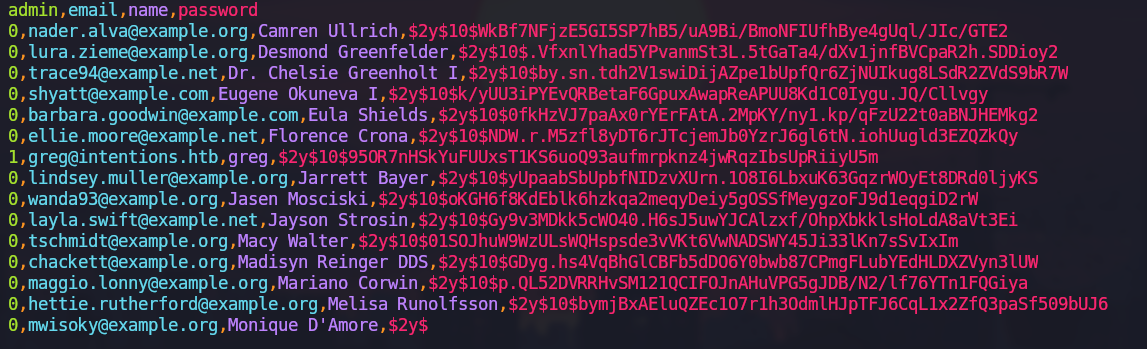 admin,email,name,password
0,nader.alva@example.org,Camren Ullrich,$2y$10$WkBf7NFjzE5GI5SP7hB5/uA9Bi/BmoNFIUfhBye4gUql/JIc/GTE2
0,lura.zieme@example.org,Desmond Greenfelder,$2y$10$.VfxnlYhad5YPvanmSt3L.5tGaTa4/dXv1jnfBVCpaR2h.SDDioy2
0,trace94@example.net,Dr. Chelsie Greenholt I,$2y$10$by.sn.tdh2V1swiDijAZpe1bUpfQr6ZjNUIkug8LSdR2ZVdS9bR7W
0,shyatt@example.com,Eugene Okuneva I,$2y$10$k/yUU3iPYEvQRBetaF6GpuxAwapReAPUU8Kd1C0Iygu.JQ/Cllvgy
0,barbara.goodwin@example.com,Eula Shields,$2y$10$0fkHzVJ7paAx0rYErFAtA.2MpKY/ny1.kp/qFzU22t0aBNJHEMkg2
0,ellie.moore@example.net,Florence Crona,$2y$10$NDW.r.M5zfl8yDT6rJTcjemJb0YzrJ6gl6tN.iohUugld3EZQZkQy
1,greg@intentions.htb,greg,$2y$10$95OR7nHSkYuFUUxsT1KS6uoQ93aufmrpknz4jwRqzIbsUpRiiyU5m
0,lindsey.muller@example.org,Jarrett Bayer,$2y$10$yUpaabSbUpbfNIDzvXUrn.1O8I6LbxuK63GqzrWOyEt8DRd0ljyKS
0,wanda93@example.org,Jasen Mosciski,$2y$10$oKGH6f8KdEblk6hzkqa2meqyDeiy5gOSSfMeygzoFJ9d1eqgiD2rW
0,layla.swift@example.net,Jayson Strosin,$2y$10$Gy9v3MDkk5cWO40.H6sJ5uwYJCAlzxf/OhpXbkklsHoLdA8aVt3Ei
0,tschmidt@example.org,Macy Walter,$2y$10$01SOJhuW9WzULsWQHspsde3vVKt6VwNADSWY45Ji33lKn7sSvIxIm
0,chackett@example.org,Madisyn Reinger DDS,$2y$10$GDyg.hs4VqBhGlCBFb5dDO6Y0bwb87CPmgFLubYEdHLDXZVyn3lUW
0,maggio.lonny@example.org,Mariano Corwin,$2y$10$p.QL52DVRRHvSM121QCIFOJnAHuVPG5gJDB/N2/lf76YTn1FQGiya
0,hettie.rutherford@example.org,Melisa Runolfsson,$2y$10$bymjBxAEluQZEc1O7r1h3OdmlHJpTFJ6CqL1x2ZfQ3paSf509bUJ6
0,mwisoky@example.org,Monique D'Amore,$2y$